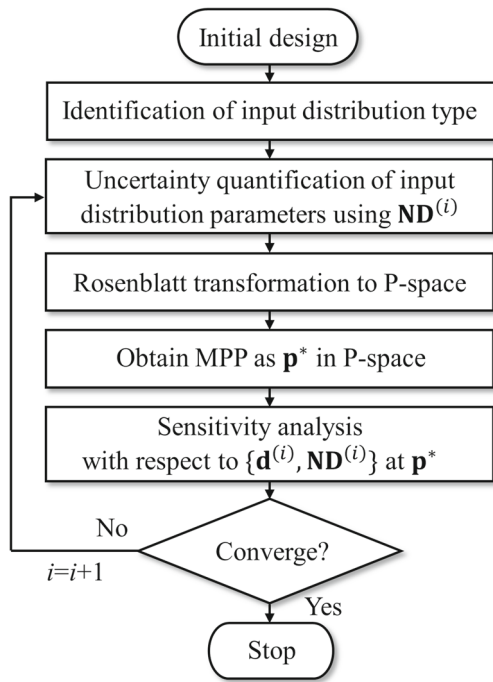 Initial design
Identification of input distribution type
Uncertainty quantification of input
distribution parameters using ND^(i)
Rosenblatt transformation to P-space
Obtain MPP as p* in P-space
Sensitivity analysis
with respect to {d^(i), ND^(i)} at p*
No
Converge?
i=i+1
Yes
Stop